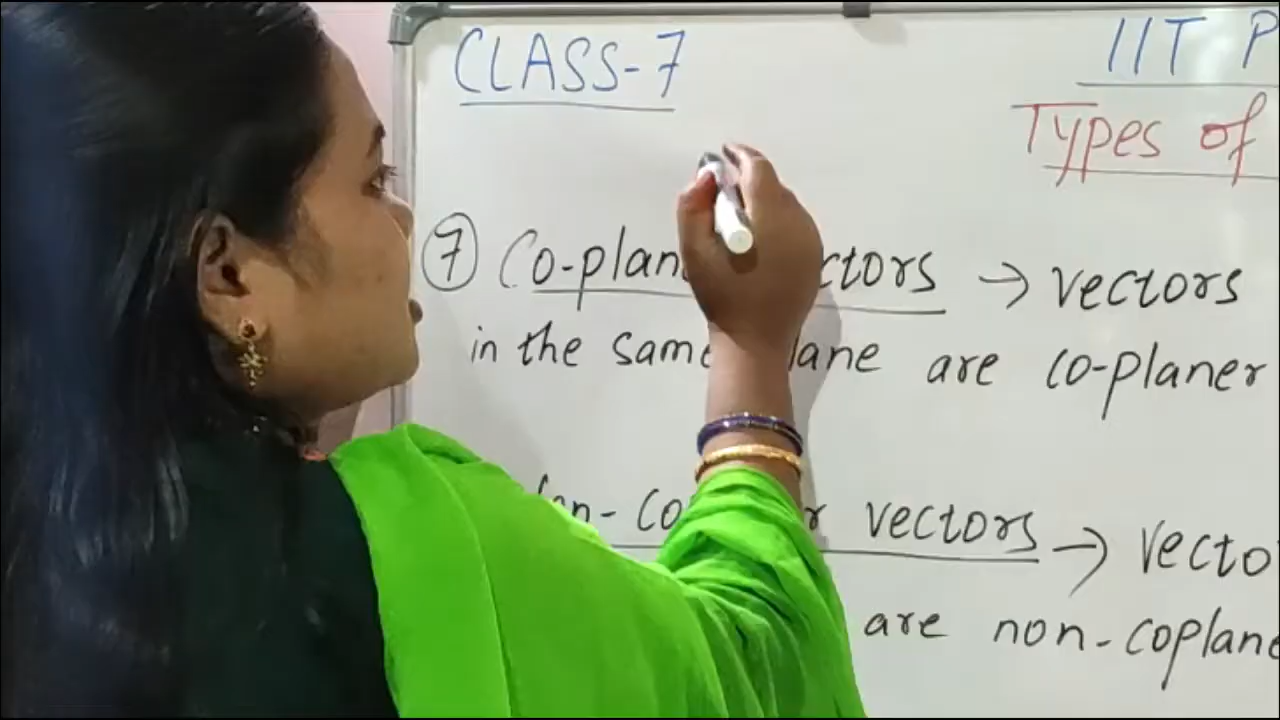 CLASS-7
IIT P
Types of
7 Co-plan ctors → vectors
in the same lane are co-planer
on-co r vectors → vecto
are non-coplane